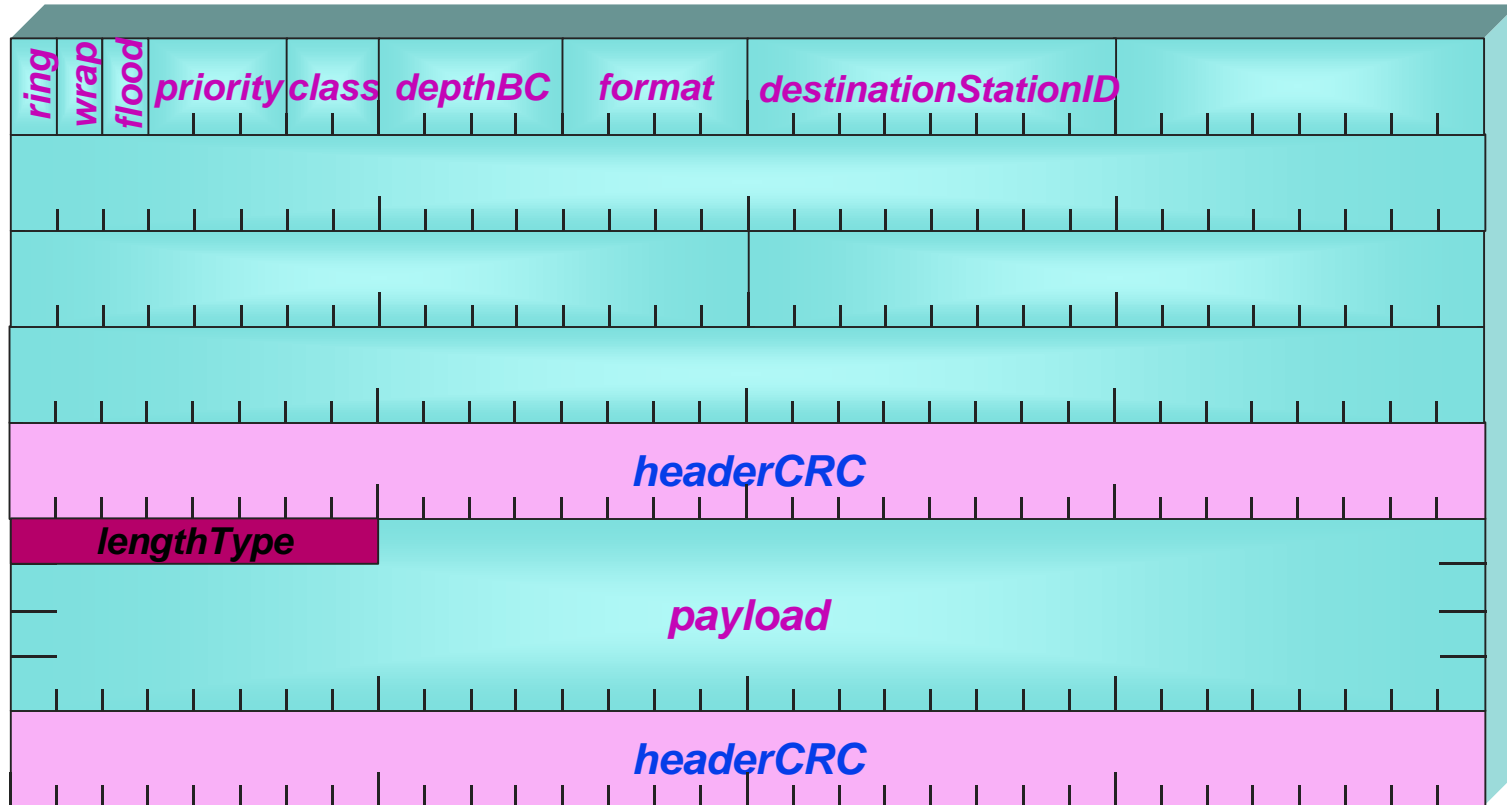 ring wrap flood priority class depthBC format destinationStationID
headerCRC
lengthType
payload
headerCRC